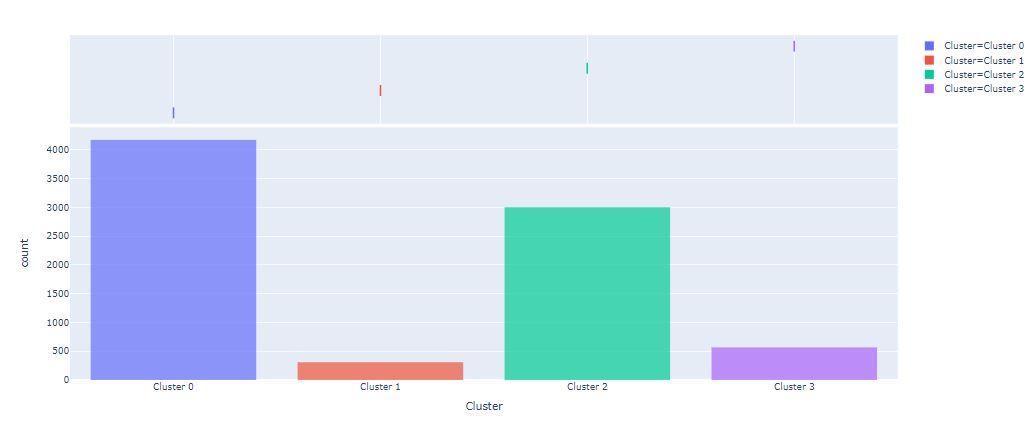 Cluster=Cluster 0
Cluster=Cluster 1
Cluster=Cluster 2
Cluster=Cluster 3
4000
3500
3000
2500
2000
1500
1000
500
0
count
Cluster 0 Cluster 1 Cluster 2 Cluster 3
Cluster